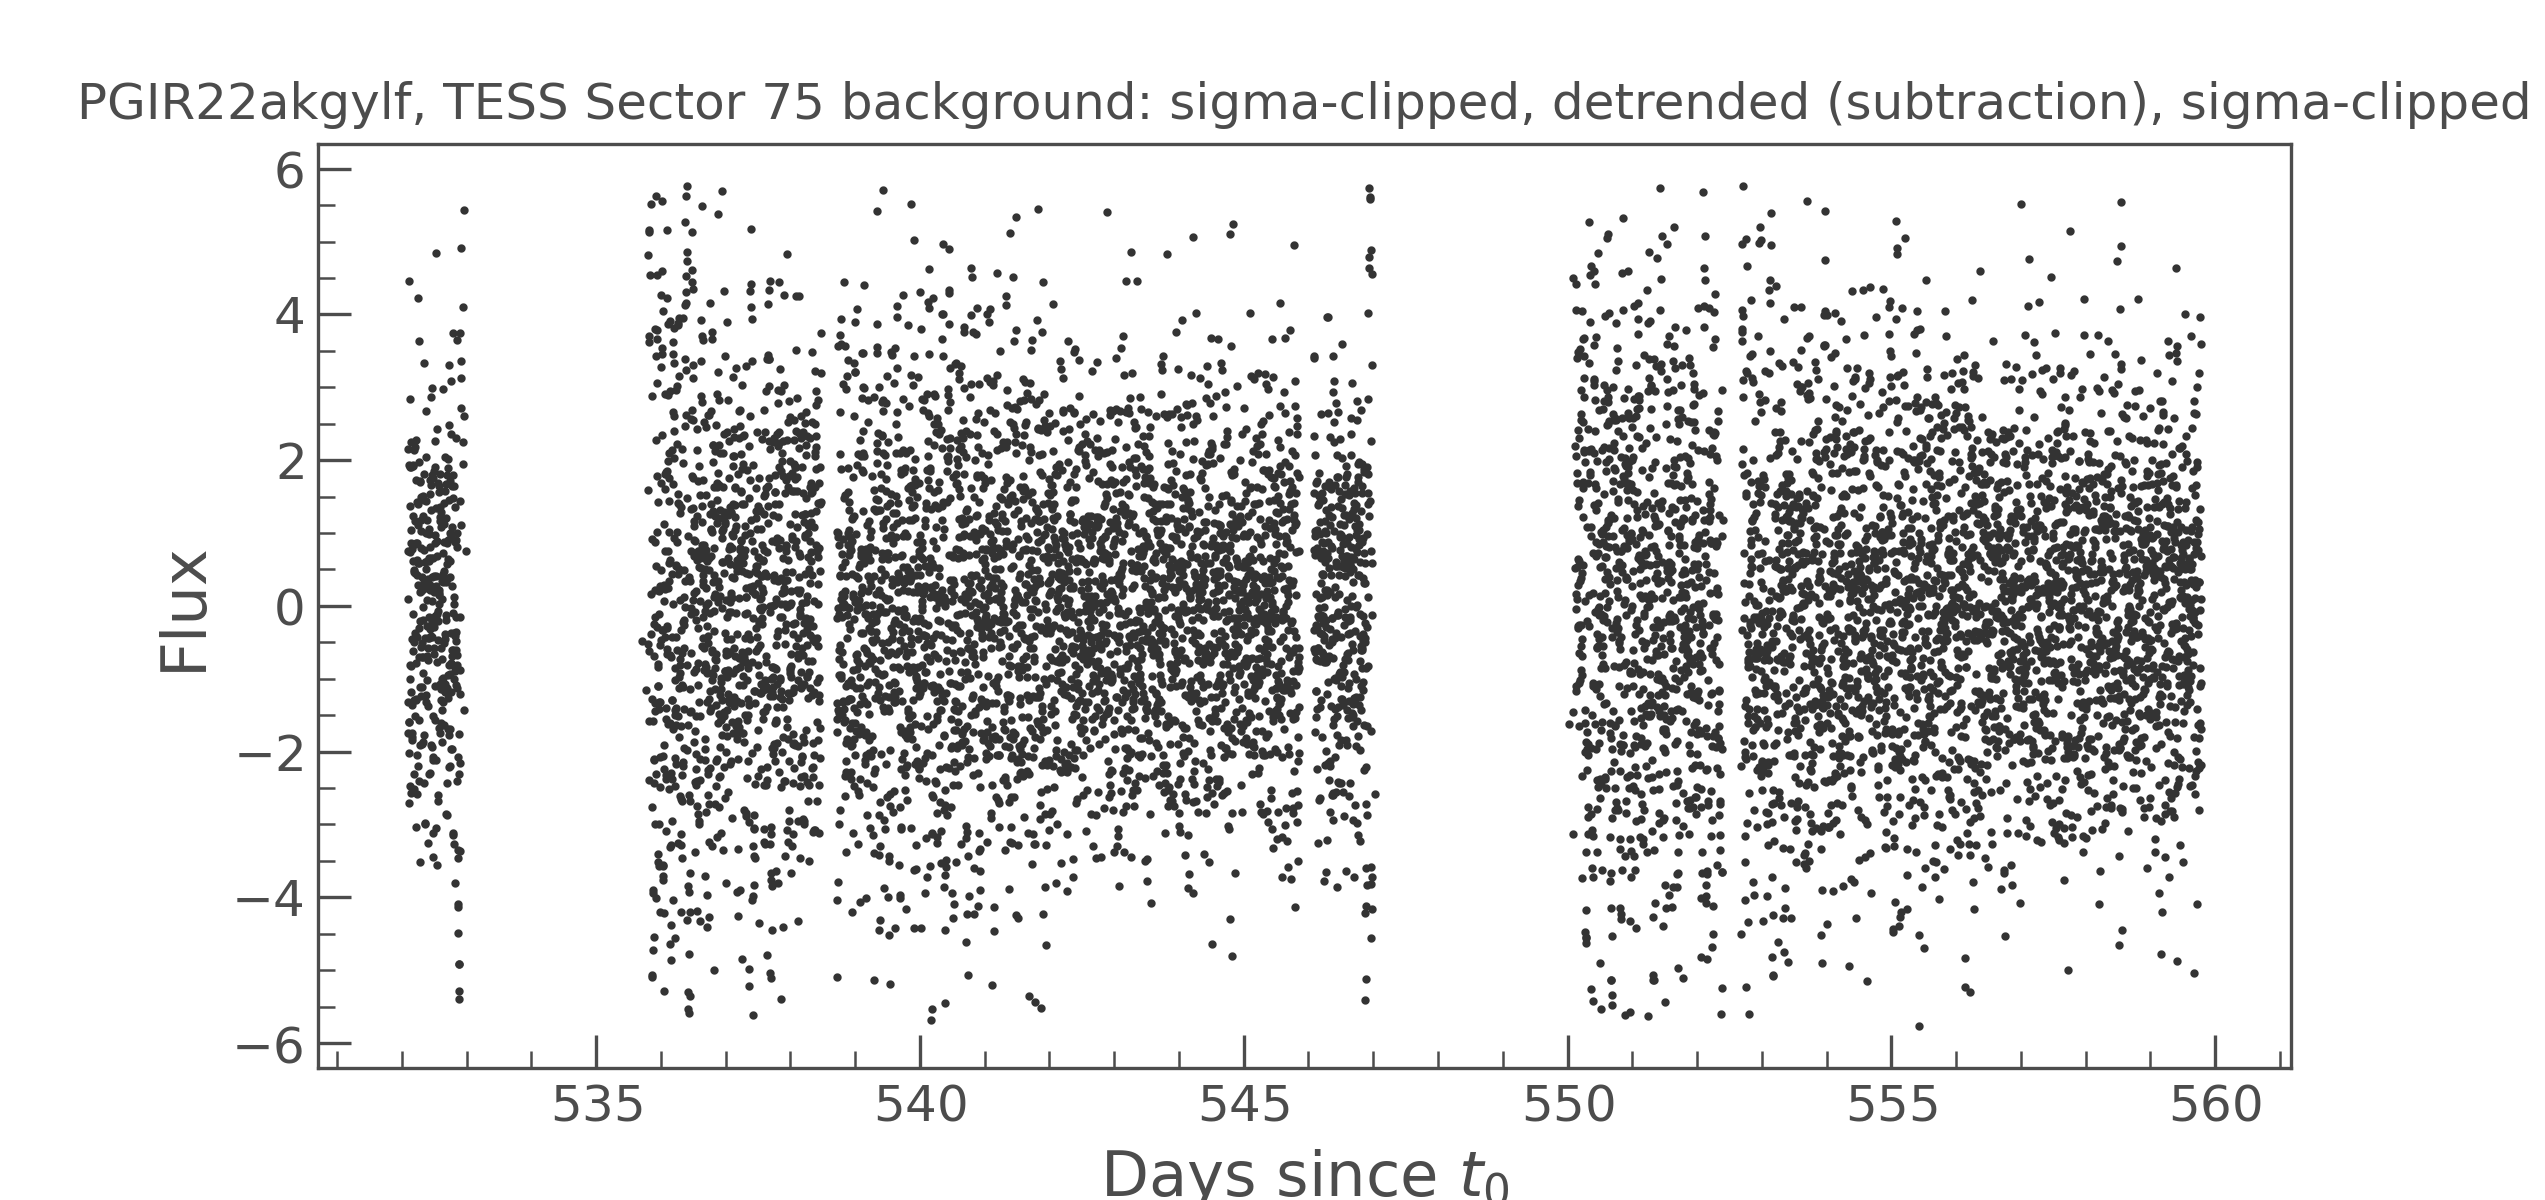 PGIR22akgylf, TESS Sector 75 background: sigma-clipped, detrended (subtraction), sigma-clipped
6
4
2
0
−2
−4
−6
Flux
535 540 545 550 555 560
Days since t0